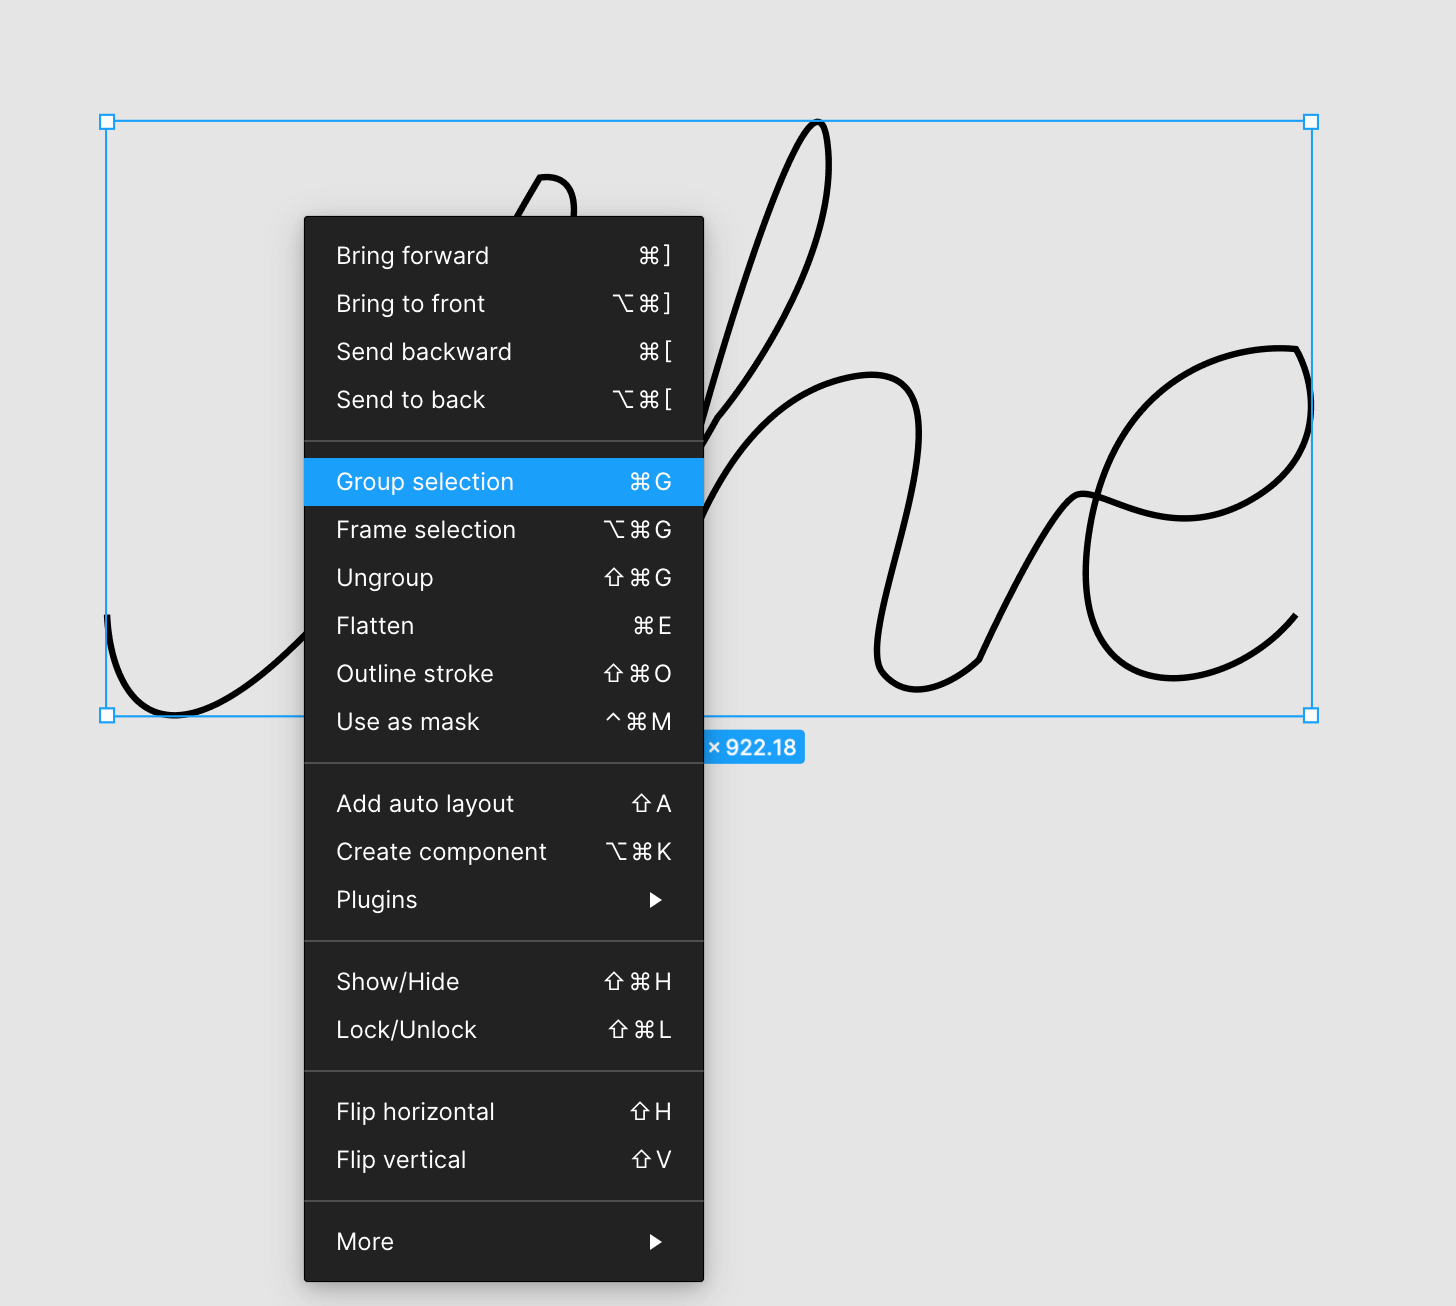 Bring forward ⌘]
Bring to front ⌥⌘]
Send backward ⌘[
Send to back ⌥⌘[
Group selection ⌘G
Frame selection ⌥⌘G
Ungroup ⇧⌘G
Flatten ⌘E
Outline stroke ⇧⌘O
Use as mask ^⌘M
× 922.18
Add auto layout ⇧A
Create component ⌥⌘K
Plugins ▶
Show/Hide ⇧⌘H
Lock/Unlock ⇧⌘L
Flip horizontal ⇧H
Flip vertical ⇧V
More ▶